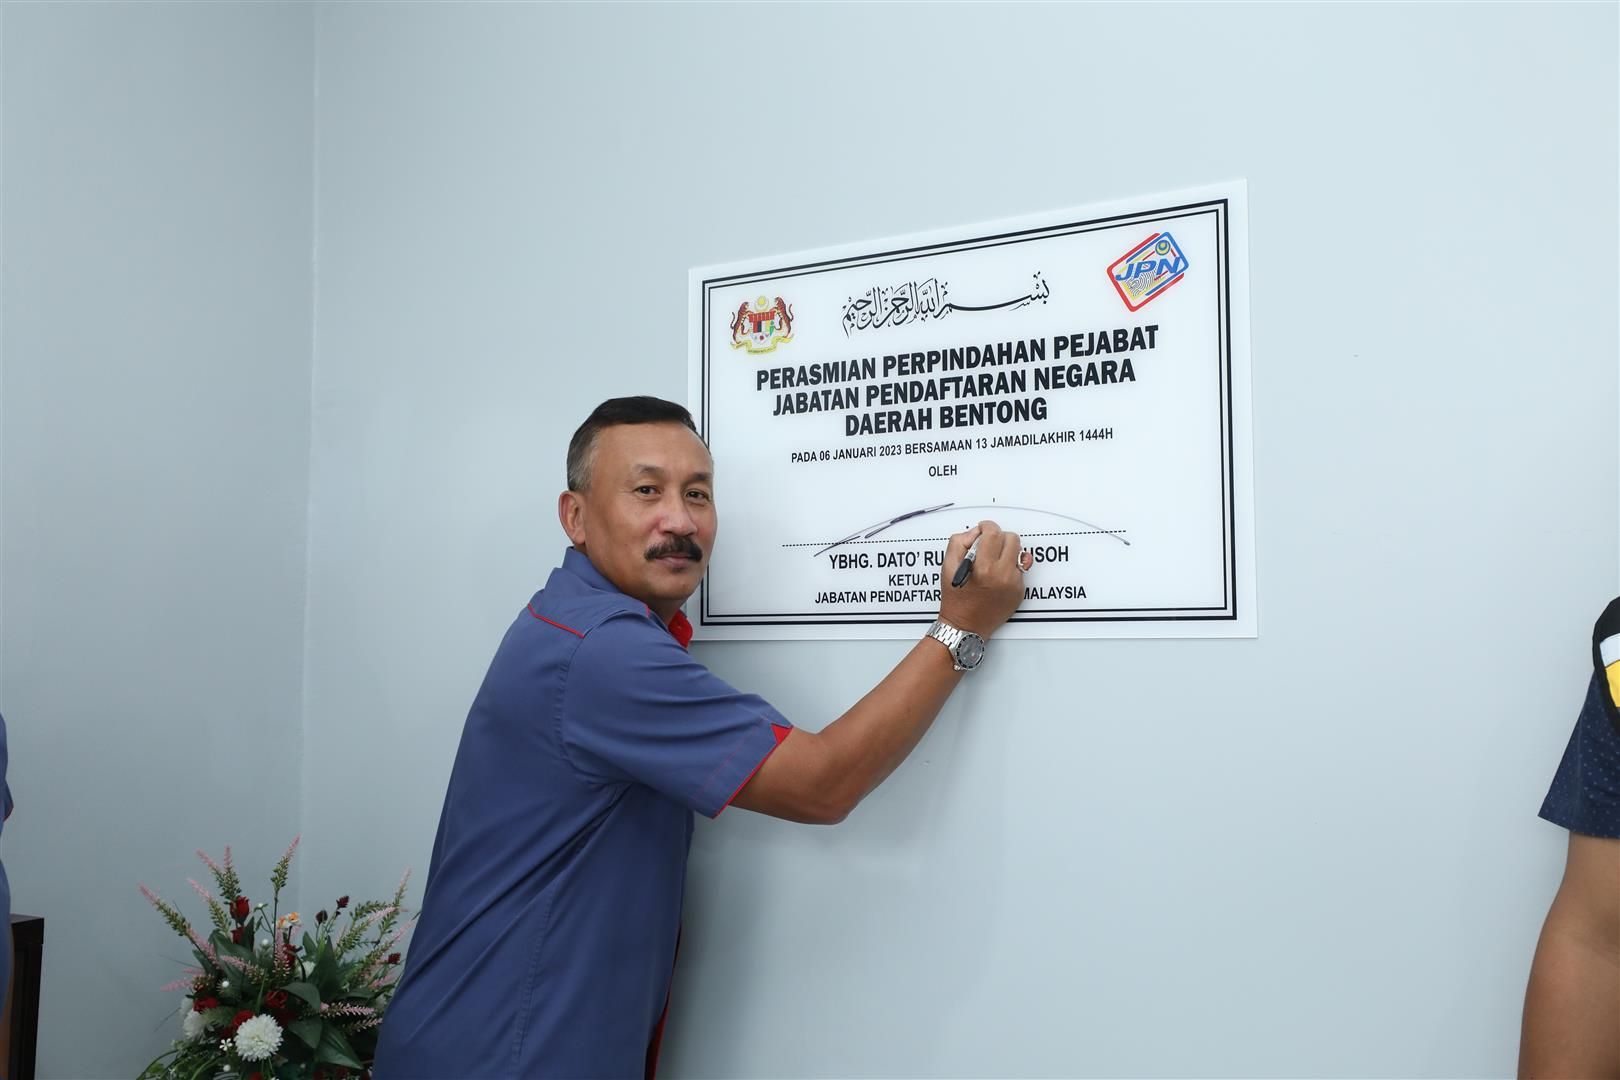 JPN
بسم الله الرحمن الرحيم
PERASMIAN PERPINDAHAN PEJABAT
JABATAN PENDAFTARAN NEGARA
DAERAH BENTONG
PADA 06 JANUARI 2023 BERSAMAAN 13 JAMADILAKHIR 1444H
OLEH
YBHG. DATO'
KETUA
JABATAN MALAYSIA